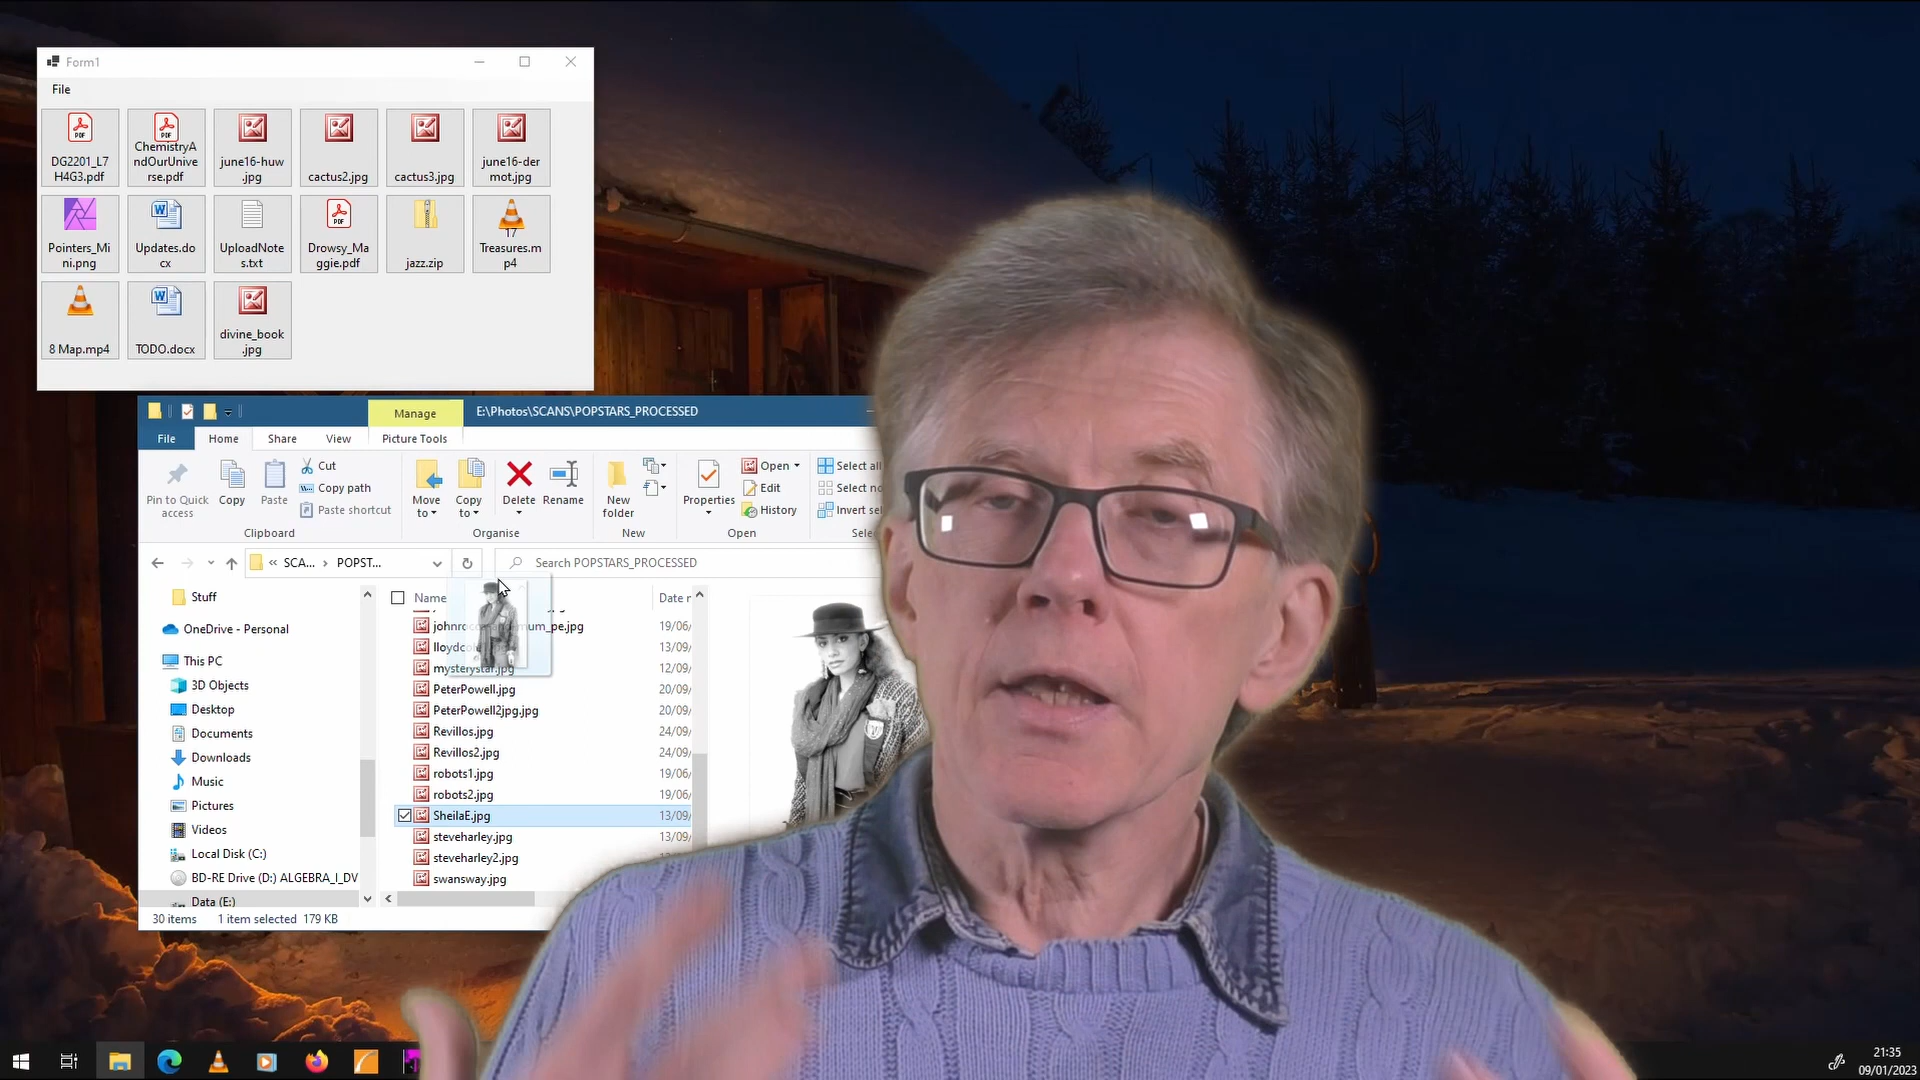 Form1
File
DG2201_L7
H4G3.pdf
ChemistryA
ndOurUnive
rse.pdf
june16-huw
.jpg
cactus2.jpg
cactus3.jpg
june16-der
mot.jpg
Pointers_Mi
ni.png
Updates.do
cx
UploadNote
s.txt
Drowsy_Ma
ggie.pdf
jazz.zip
17
Treasures.m
p4
8 Map.mp4
TODO.docx
divine_book
.jpg
Manage
E:\Photos\SCANS\POPSTARS_PROCESSED
File
Home
Share
View
Picture Tools
Pin to Quick
access
Copy
Paste
Cut
Copy path
Paste shortcut
Clipboard
Move
to
Copy
to
Delete
Rename
Organise
New
folder
New
Properties
Open
Edit
History
Open
Select all
Select
Invert
« SCA... › POPST...
Search POPSTARS_PROCESSED
Stuff
OneDrive - Personal
This PC
3D Objects
Desktop
Documents
Downloads
Music
Pictures
Videos
Local Disk (C:)
BD-RE Drive (D:) ALGEBRA_I_DV
Data (E:)
Name
Date
19/06/
13/09/
mysterystar.jpg 12/09/
PeterPowell.jpg 20/09/
PeterPowell2jpg.jpg 20/09/
Revillos.jpg 24/09/
Revillos2.jpg 24/09/
robots1.jpg 19/06/
robots2.jpg 19/06/
SheilaE.jpg 13/09/
steveharley.jpg 13/09/
steveharley2.jpg
swansway.jpg
30 items 1 item selected 179 KB
21:35
09/01/2023